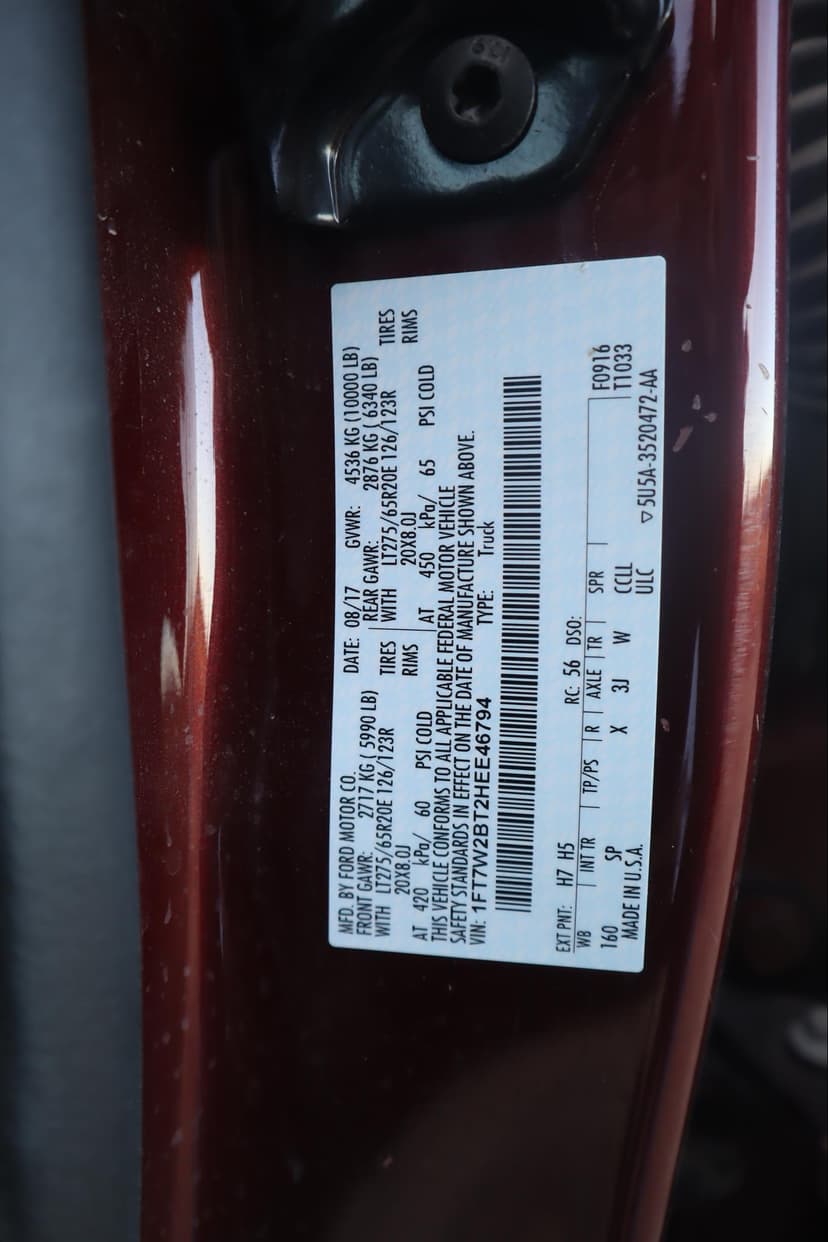 MFD. BY FORD MOTOR CO.
DATE: 08/17 GVWR: 4536 KG (10000 LB)
FRONT GAWR: 2717 KG ( 5990 LB) REAR GAWR: 2876 KG ( 6340 LB)
WITH LT275/65R20E 126/123R TIRES WITH LT275/65R20E 126/123R TIRES
20X8.0J RIMS 20X8.0J RIMS
AT 420 kPa/ 60 PSI COLD AT 450 kPa/ 65 PSI COLD
THIS VEHICLE CONFORMS TO ALL APPLICABLE FEDERAL MOTOR VEHICLE
SAFETY STANDARDS IN EFFECT ON THE DATE OF MANUFACTURE SHOWN ABOVE.
VIN: 1FT7W2BT2HEE46794 TYPE: Truck
EXT PNT: H7 H5 RC: 56 DSO:
WB INT TR TP/PS R AXLE TR SPR F0916
T1033
160 SP X 3J W CCLL
ULC
MADE IN U.S.A. ▽5U5A-3520472-AA